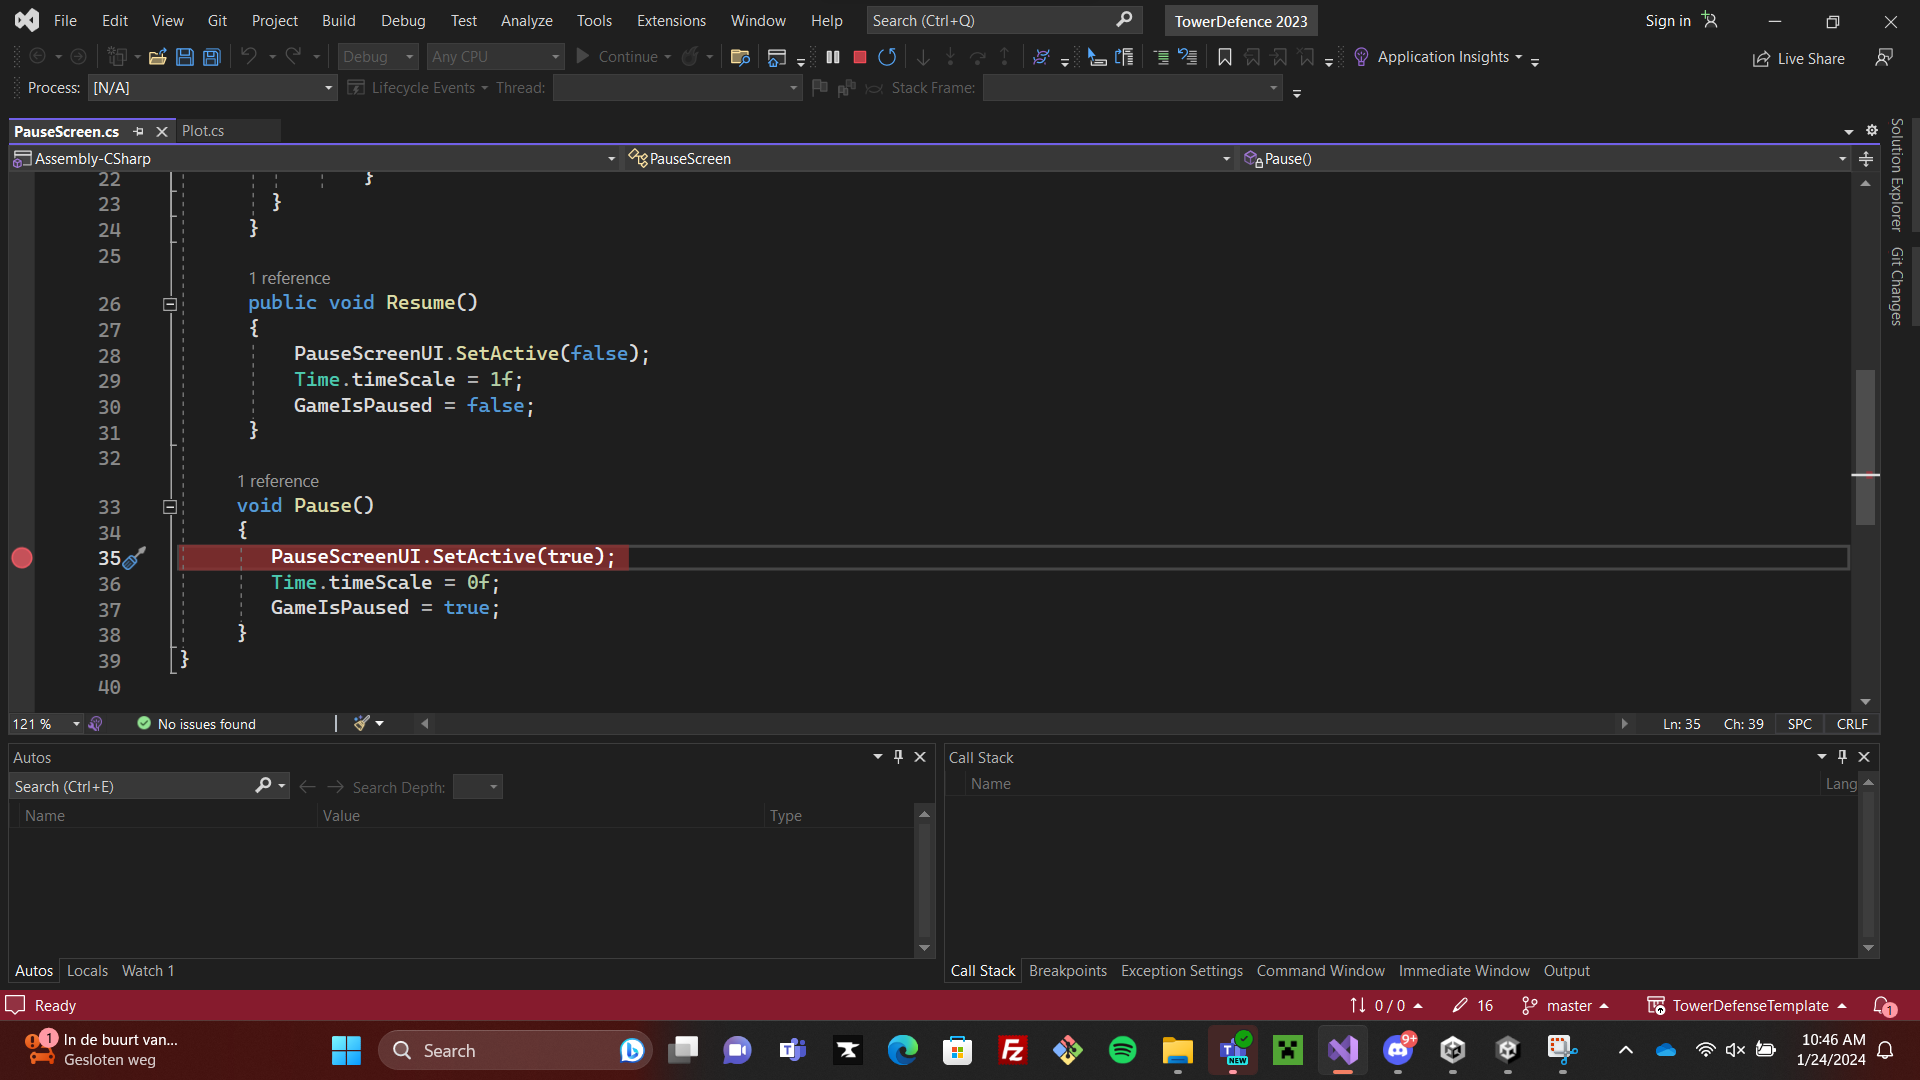 File Edit View Git Project Build Debug Test Analyze Tools Extensions Window Help Search (Ctrl+Q) TowerDefence 2023 Sign in
Debug Any CPU Continue Application Insights Live Share
Process: [N/A] Lifecycle Events Thread: Stack Frame:
PauseScreen.cs Plot.cs
Assembly-CSharp PauseScreen Pause()
22 }
23 }
24 }
25
1 reference
26 public void Resume()
27 {
28 PauseScreenUI.SetActive(false);
29 Time.timeScale = 1f;
30 GameIsPaused = false;
31 }
32
1 reference
33 void Pause()
34 {
35 PauseScreenUI.SetActive(true);
36 Time.timeScale = 0f;
37 GameIsPaused = true;
38 }
39 }
40
Solution Explorer
Git Changes
121 % No issues found Ln: 35 Ch: 39 SPC CRLF
Autos
Search (Ctrl+E) Search Depth:
Name Value Type
Autos Locals Watch 1
Call Stack
Name Lang
Call Stack Breakpoints Exception Settings Command Window Immediate Window Output
Ready 0 / 0 16 master TowerDefenseTemplate 1
1 In de buurt van...
Gesloten weg
Search
NEW
9+
10:46 AM
1/24/2024